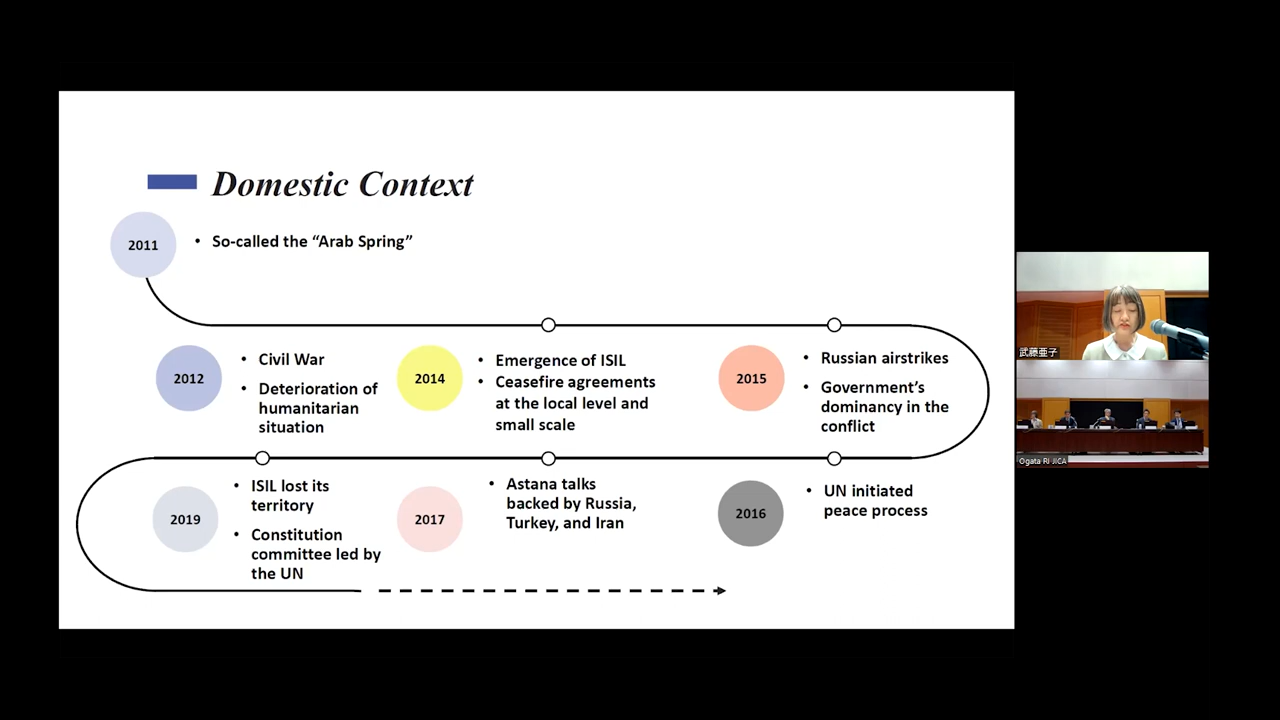 Domestic Context
2011
• So-called the “Arab Spring”
2012
• Civil War
• Deterioration of
humanitarian
situation
2014
• Emergence of ISIL
• Ceasefire agreements
at the local level and
small scale
2015
• Russian airstrikes
• Government’s
dominancy in the
conflict
2016
• UN initiated
peace process
2017
• Astana talks
backed by Russia,
Turkey, and Iran
2019
• ISIL lost its
territory
• Constitution
committee led by
the UN
武藤亜子
Ogata RI JICA